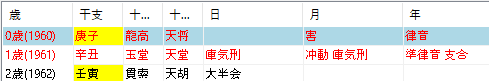 歳 干支 十... 十... 日 月 年
0歳(1960) 庚子 龍高 天将 害 律音
1歳(1961) 辛丑 玉堂 天堂 庫気刑 冲動 庫気刑 準律音 支合
2歳(1962) 壬寅 貫索 天胡 大半会